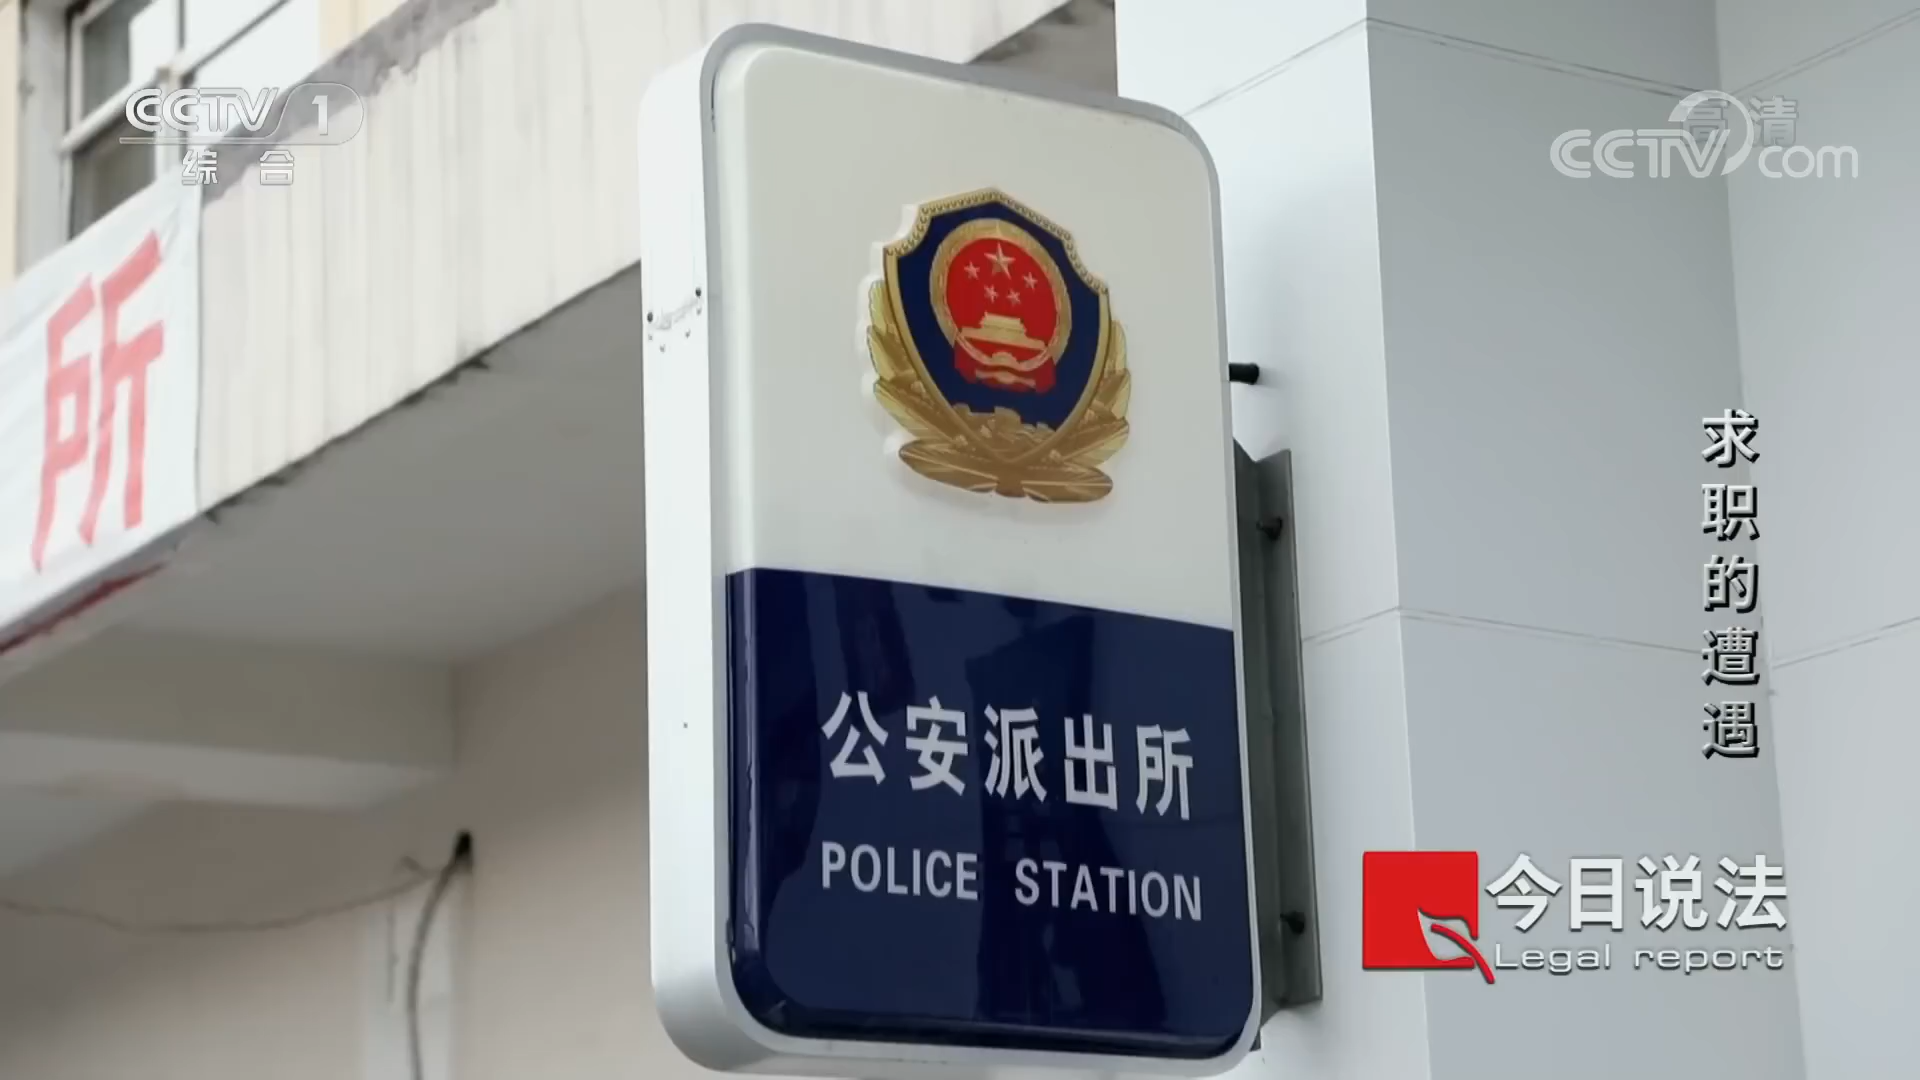 CCTV 1
综合
高清
CCTV com
所
公安派出所
POLICE STATION
求职的遭遇
今日说法
Legal report